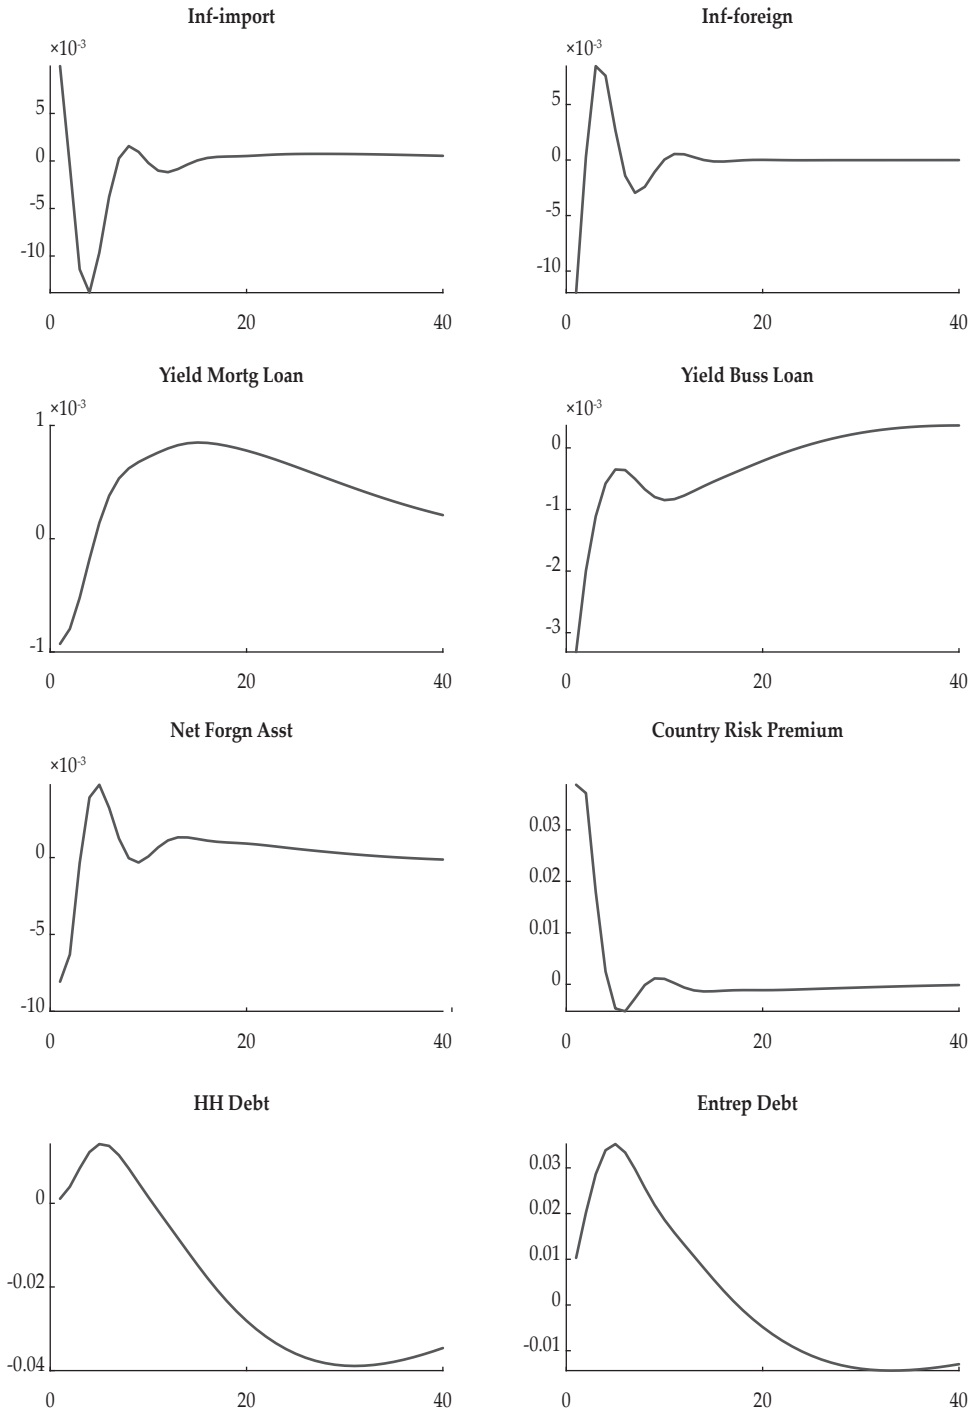 Inf-import
×10-3
5
0
-5
-10
0 20 40
Inf-foreign
×10-3
5
0
-5
-10
0 20 40
Yield Mortg Loan
×10-3
1
0
-1
0 20 40
Yield Buss Loan
×10-3
0
-1
-2
-3
0 20 40
Net Forgn Asst
×10-3
0
-5
-10
0 20 40
Country Risk Premium
0.03
0.02
0.01
0
0 20 40
HH Debt
0
-0.02
-0.04
0 20 40
Entrep Debt
0.03
0.02
0.01
0
-0.01
0 20 40